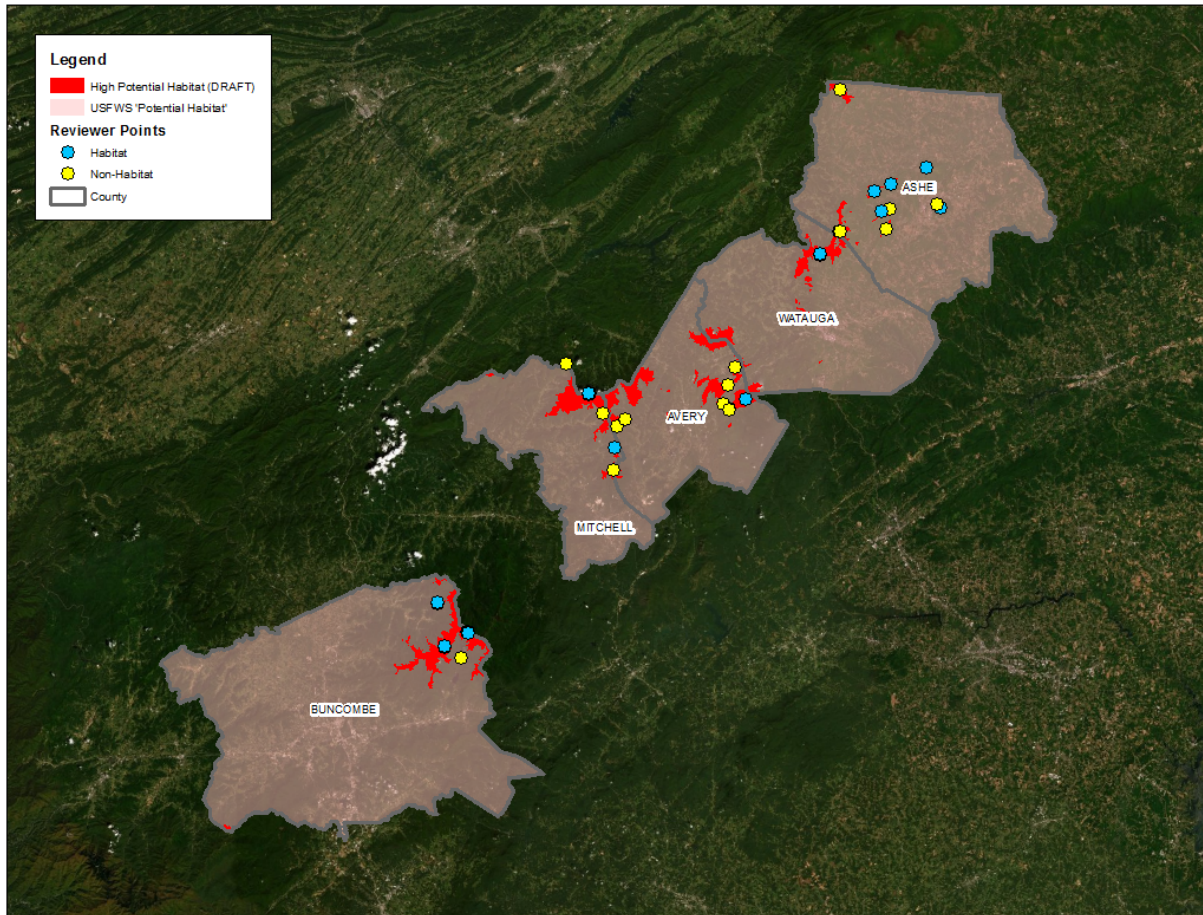 Legend
High Potential Habitat (DRAFT)
USFWS 'Potential Habitat'
Reviewer Points
Habitat
Non-Habitat
County
ASHE
WATAUGA
AVERY
MITCHELL
BUNCOMBE